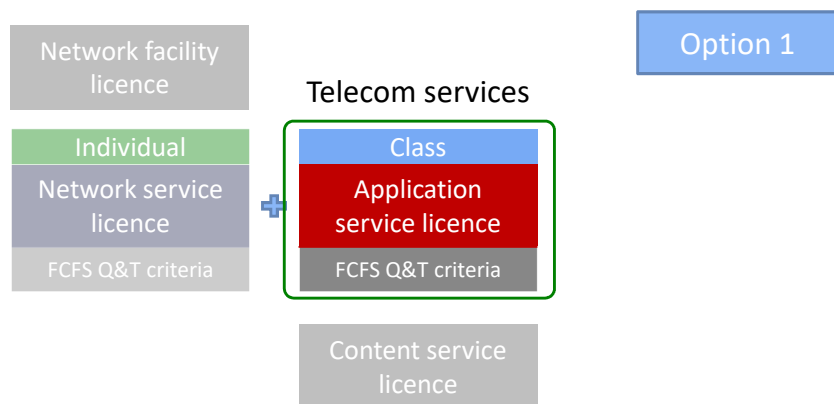 Network facility
licence
Option 1
Telecom services
Individual
Network service
licence
FCFS Q&T criteria
Class
Application
service licence
FCFS Q&T criteria
Content service
licence